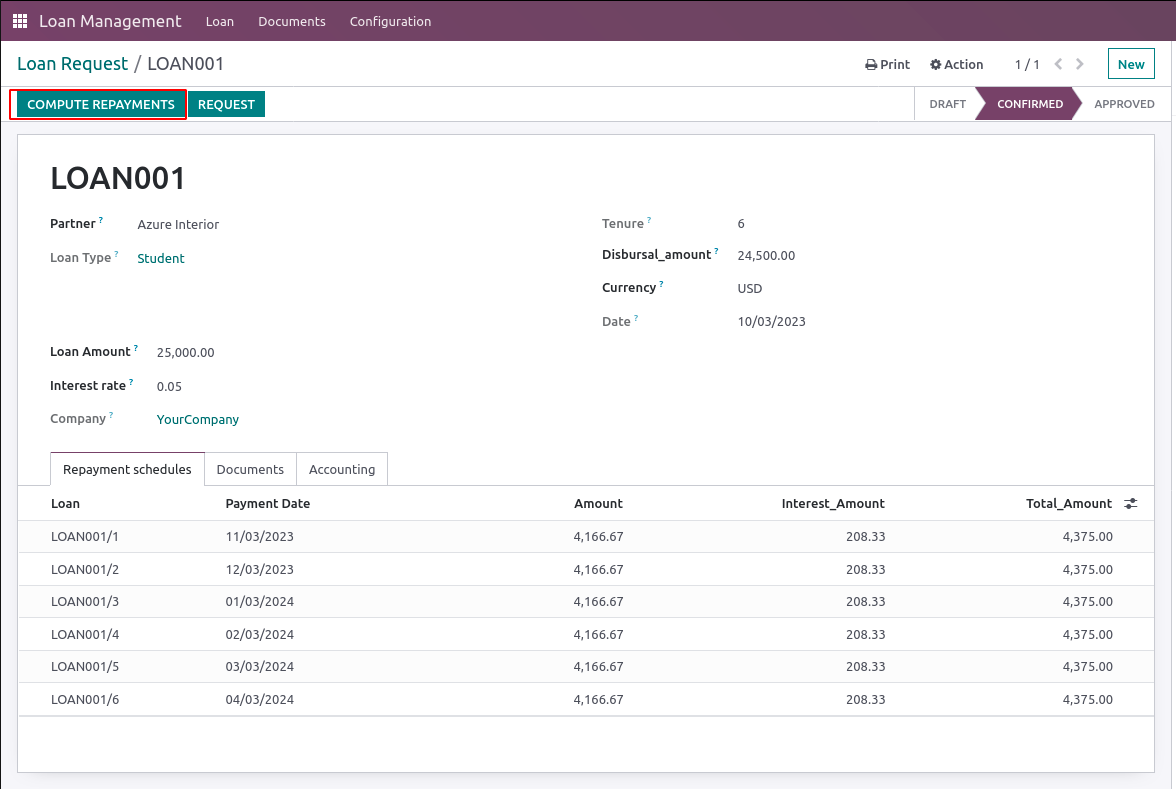 Loan Management Loan Documents Configuration
Loan Request / LOAN001 Print Action 1 / 1 New
COMPUTE REPAYMENTS REQUEST DRAFT CONFIRMED APPROVED
LOAN001
Partner ? Azure Interior
Loan Type ? Student
Tenure ? 6
Disbursal_amount ? 24,500.00
Currency ? USD
Date ? 10/03/2023
Loan Amount ? 25,000.00
Interest rate ? 0.05
Company ? YourCompany
Repayment schedules Documents Accounting
Loan Payment Date Amount Interest_Amount Total_Amount
LOAN001/1 11/03/2023 4,166.67 208.33 4,375.00
LOAN001/2 12/03/2023 4,166.67 208.33 4,375.00
LOAN001/3 01/03/2024 4,166.67 208.33 4,375.00
LOAN001/4 02/03/2024 4,166.67 208.33 4,375.00
LOAN001/5 03/03/2024 4,166.67 208.33 4,375.00
LOAN001/6 04/03/2024 4,166.67 208.33 4,375.00